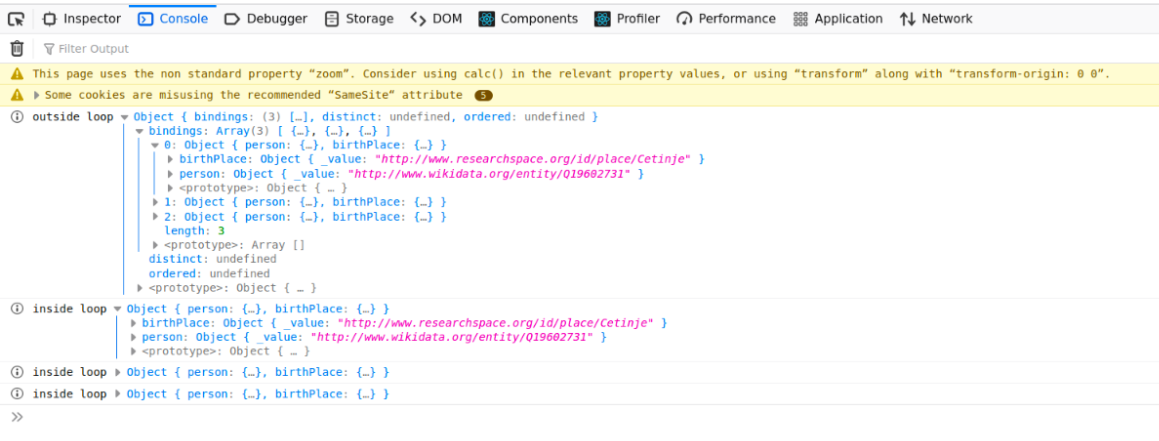 Inspector Console Debugger Storage DOM Components Profiler Performance Application Network
Filter Output
This page uses the non standard property “zoom”. Consider using calc() in the relevant property values, or using “transform” along with “transform-origin: 0 0”.
Some cookies are misusing the recommended “SameSite” attribute 5
outside loop Object { bindings: (3) […], distinct: undefined, ordered: undefined }
bindings: Array(3) [ {…}, {…}, {…} ]
0: Object { person: {…}, birthPlace: {…} }
birthPlace: Object { _value: "http://www.researchspace.org/id/place/Cetinje" }
person: Object { _value: "http://www.wikidata.org/entity/Q19602731" }
<prototype>: Object { … }
1: Object { person: {…}, birthPlace: {…} }
2: Object { person: {…}, birthPlace: {…} }
length: 3
<prototype>: Array []
distinct: undefined
ordered: undefined
<prototype>: Object { … }
inside loop Object { person: {…}, birthPlace: {…} }
birthPlace: Object { _value: "http://www.researchspace.org/id/place/Cetinje" }
person: Object { _value: "http://www.wikidata.org/entity/Q19602731" }
<prototype>: Object { … }
inside loop Object { person: {…}, birthPlace: {…} }
inside loop Object { person: {…}, birthPlace: {…} }